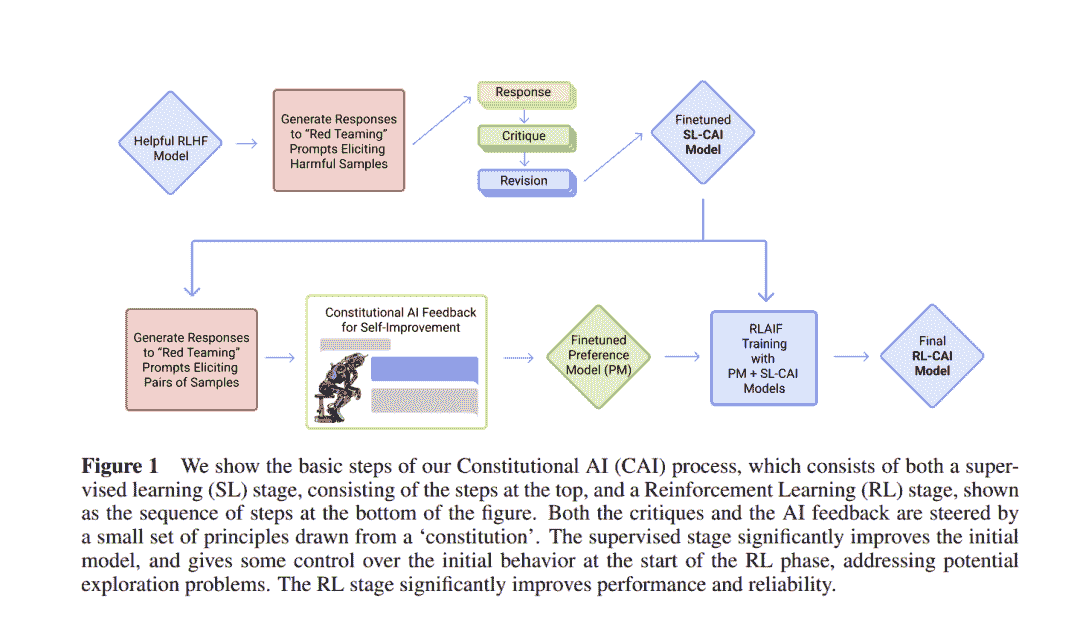 Response
Helpful RLHF
Model
Generate Responses
to “Red Teaming”
Prompts Eliciting
Harmful Samples
Critique
Revision
Finetuned
SL-CAI
Model
Generate Responses
to “Red Teaming”
Prompts Eliciting
Pairs of Samples
Constitutional AI Feedback
for Self-Improvement
Finetuned
Preference
Model (PM)
RLAIF
Training
with
PM + SL-CAI
Models
Final
RL-CAI
Model
Figure 1 We show the basic steps of our Constitutional AI (CAI) process, which consists of both a super-
vised learning (SL) stage, consisting of the steps at the top, and a Reinforcement Learning (RL) stage, shown
as the sequence of steps at the bottom of the figure. Both the critiques and the AI feedback are steered by
a small set of principles drawn from a ‘constitution’. The supervised stage significantly improves the initial
model, and gives some control over the initial behavior at the start of the RL phase, addressing potential
exploration problems. The RL stage significantly improves performance and reliability.